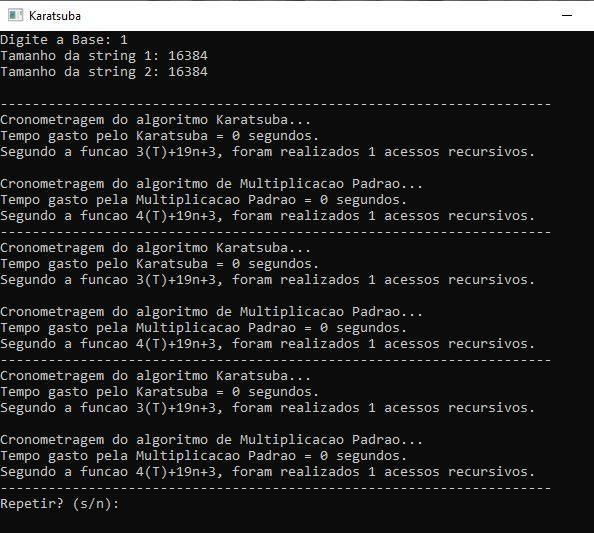 Karatsuba
Digite a Base: 1
Tamanho da string 1: 16384
Tamanho da string 2: 16384
---------------------------------------------------------------------
Cronometragem do algoritmo Karatsuba...
Tempo gasto pelo Karatsuba = 0 segundos.
Segundo a funcao 3(T)+19n+3, foram realizados 1 acessos recursivos.
Cronometragem do algoritmo de Multiplicacao Padrao...
Tempo gasto pela Multiplicacao Padrao = 0 segundos.
Segundo a funcao 4(T)+19n+3, foram realizados 1 acessos recursivos.
---------------------------------------------------------------------
Cronometragem do algoritmo Karatsuba...
Tempo gasto pelo Karatsuba = 0 segundos.
Segundo a funcao 3(T)+19n+3, foram realizados 1 acessos recursivos.
Cronometragem do algoritmo de Multiplicacao Padrao...
Tempo gasto pela Multiplicacao Padrao = 0 segundos.
Segundo a funcao 4(T)+19n+3, foram realizados 1 acessos recursivos.
---------------------------------------------------------------------
Cronometragem do algoritmo Karatsuba...
Tempo gasto pelo Karatsuba = 0 segundos.
Segundo a funcao 3(T)+19n+3, foram realizados 1 acessos recursivos.
Cronometragem do algoritmo de Multiplicacao Padrao...
Tempo gasto pela Multiplicacao Padrao = 0 segundos.
Segundo a funcao 4(T)+19n+3, foram realizados 1 acessos recursivos.
---------------------------------------------------------------------
Repetir? (s/n):